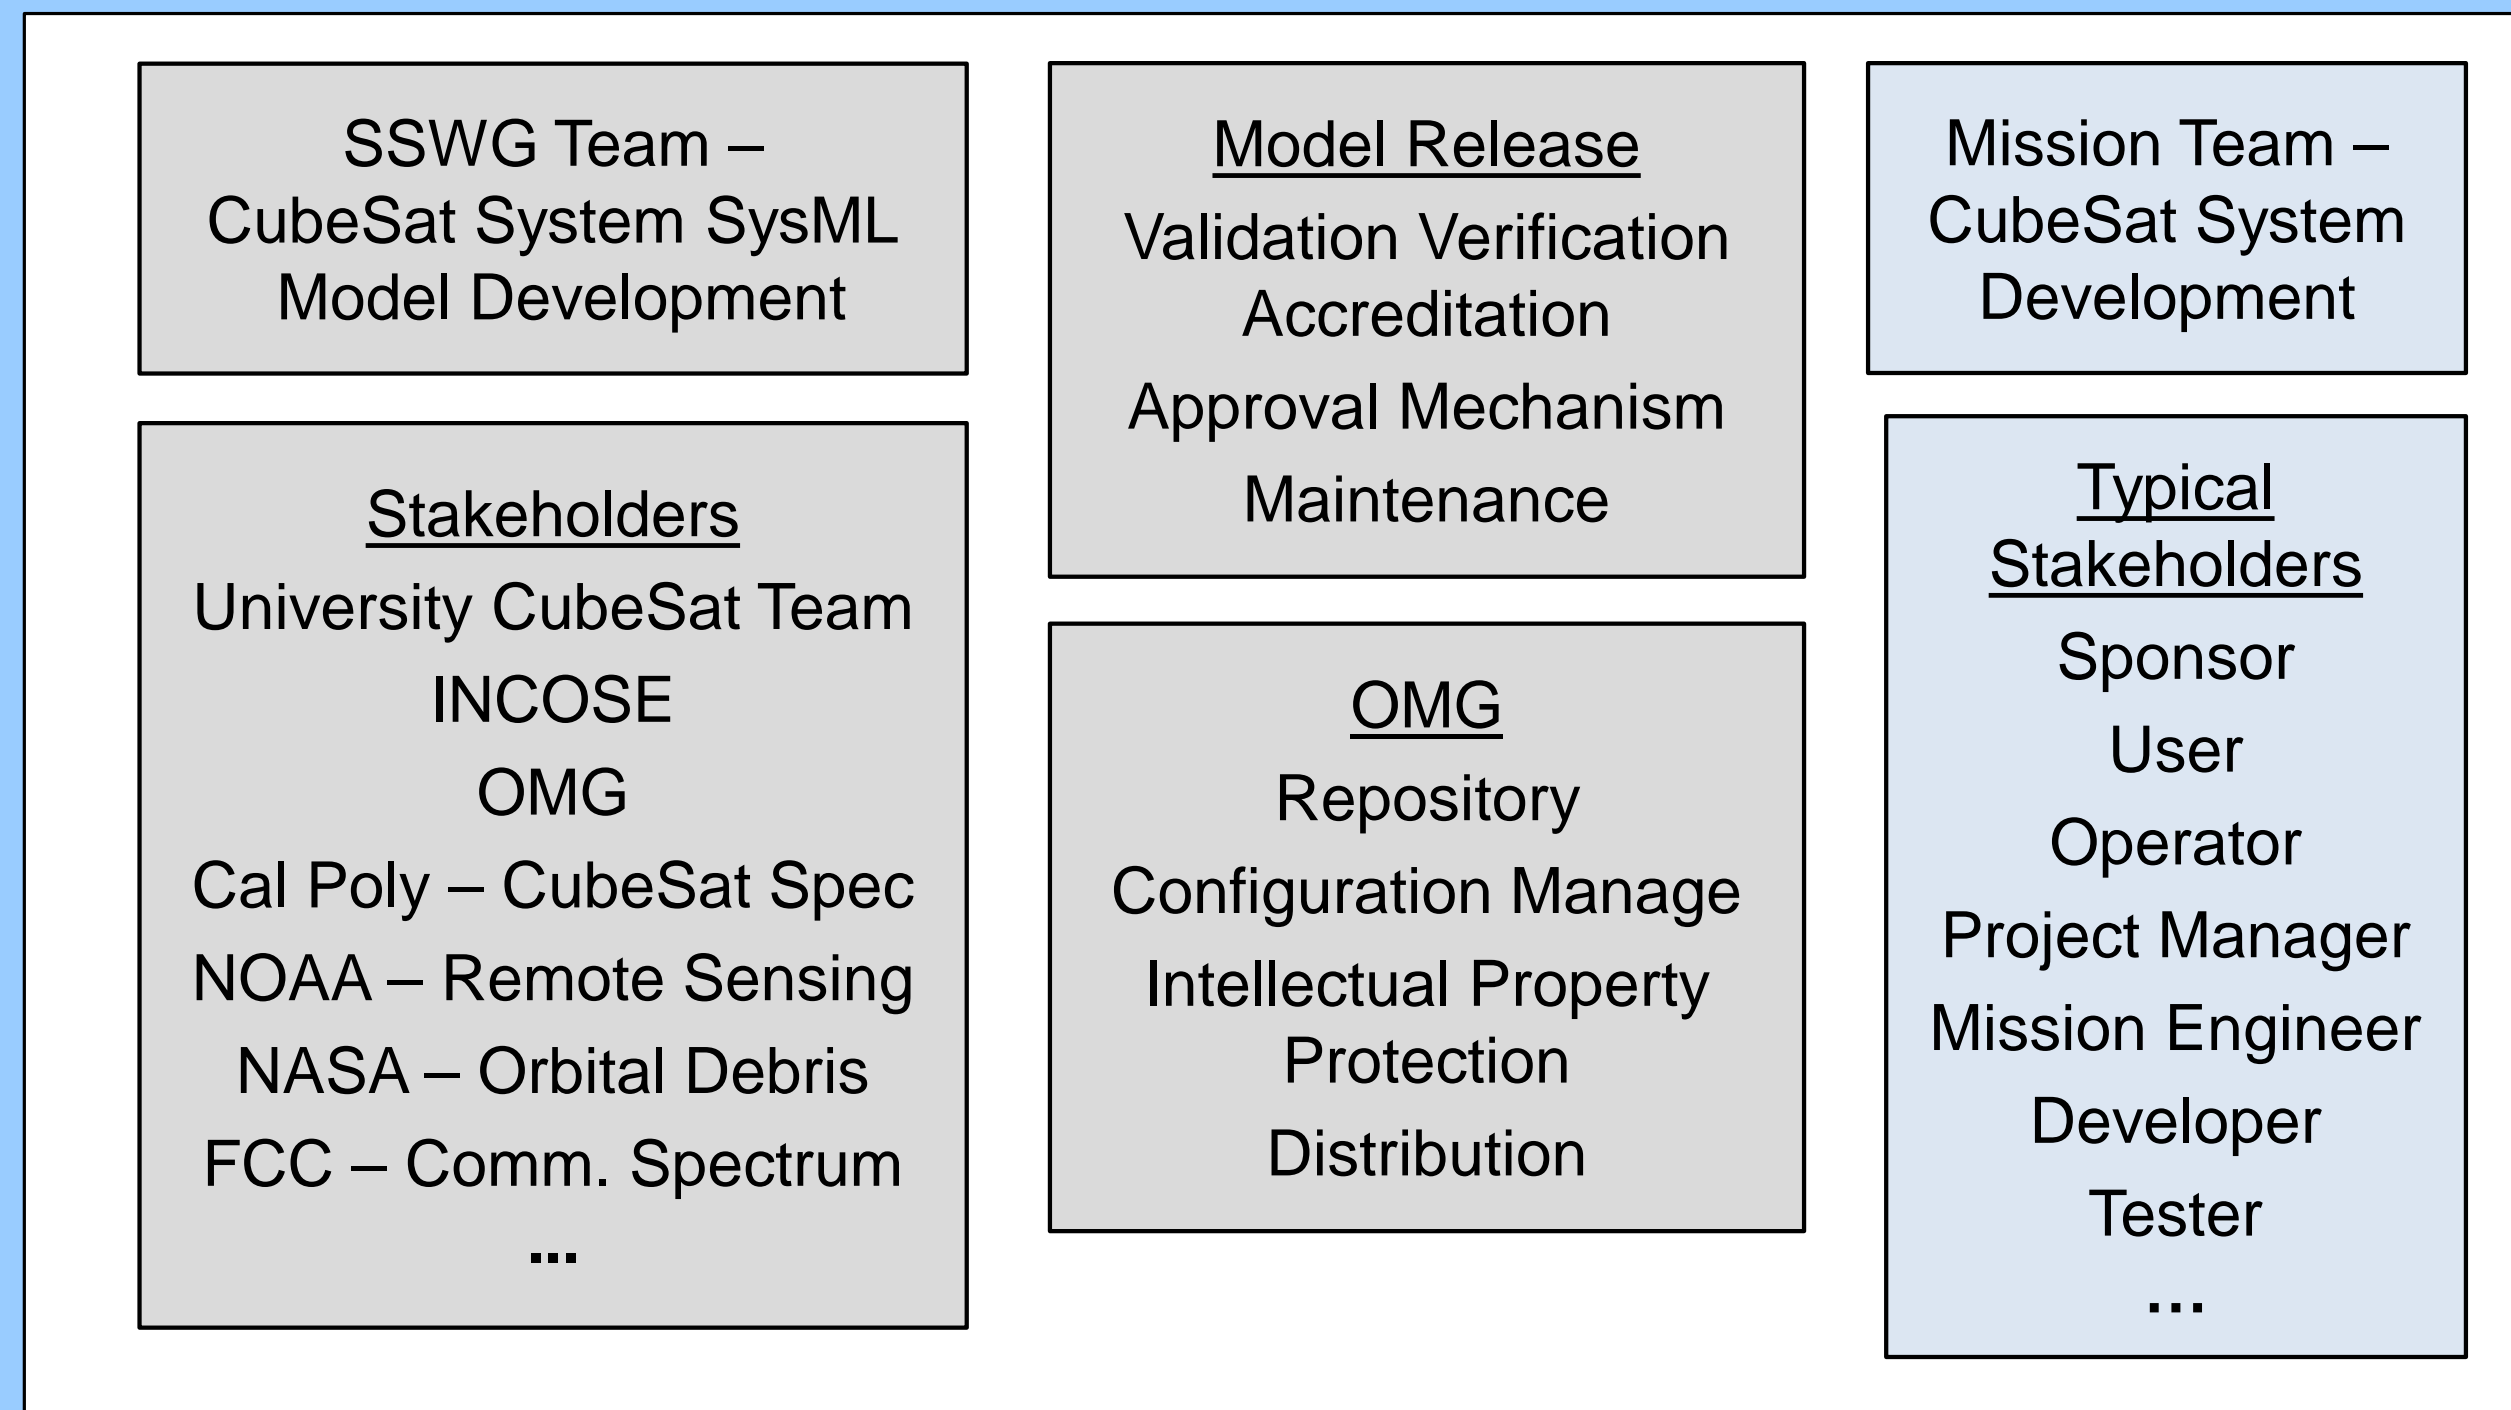 SSWG Team –
CubeSat System SysML
Model Development
Stakeholders
University CubeSat Team
INCOSE
OMG
Cal Poly – CubeSat Spec
NOAA – Remote Sensing
NASA – Orbital Debris
FCC – Comm. Spectrum
...
Model Release
Validation Verification
Accreditation
Approval Mechanism
Maintenance
OMG
Repository
Configuration Manage
Intellectual Property
Protection
Distribution
Mission Team –
CubeSat System
Development
Typical
Stakeholders
Sponsor
User
Operator
Project Manager
Mission Engineer
Developer
Tester
...